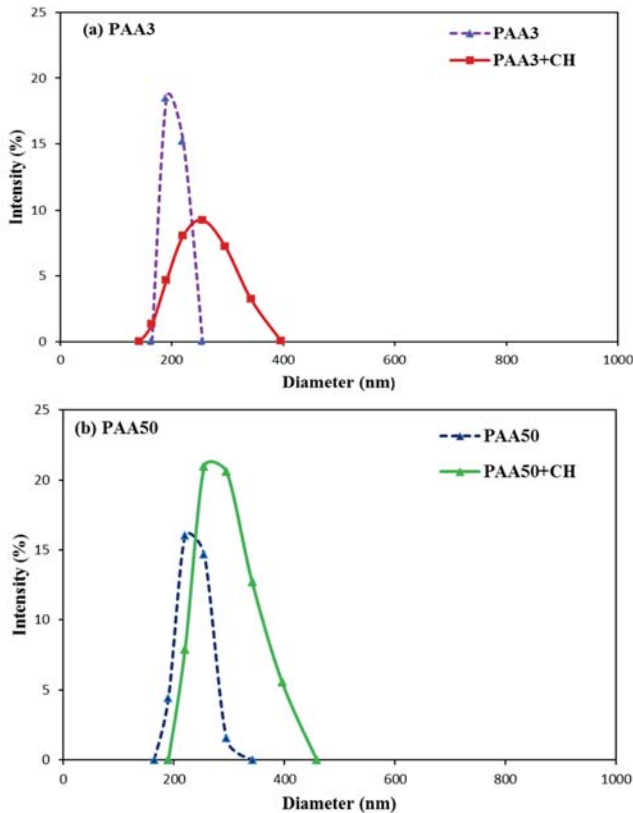 (a) PAA3
PAA3
PAA3+CH
25
20
15
10
5
0
Intensity (%)
0 200 400 600 800 1000
Diameter (nm)
(b) PAA50
PAA50
PAA50+CH
25
20
15
10
5
0
Intensity (%)
0 200 400 600 800 1000
Diameter (nm)